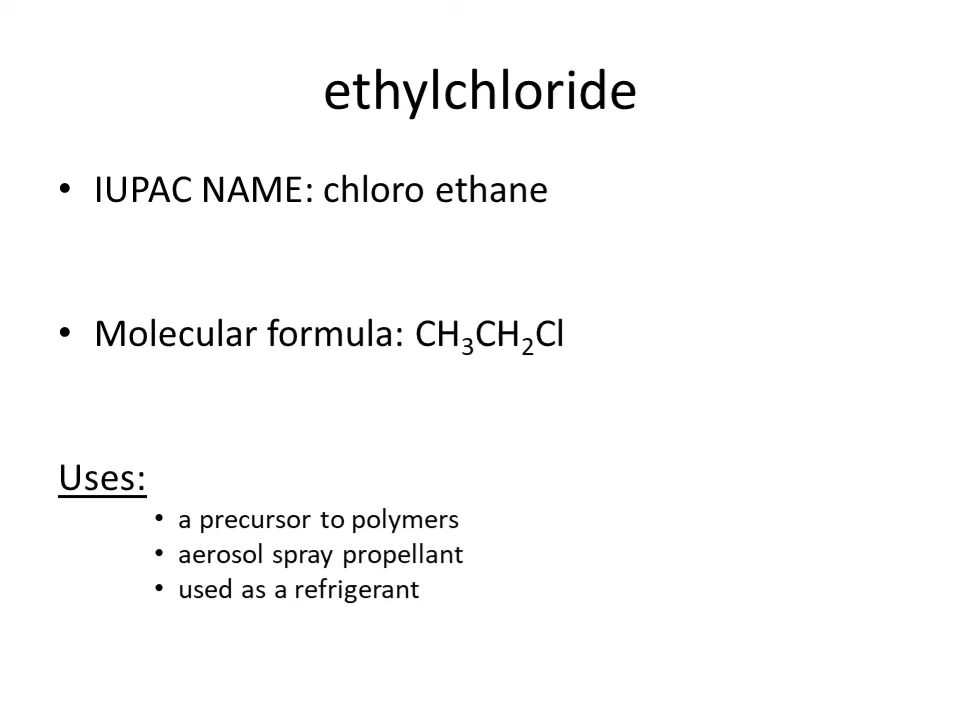 ethylchloride
• IUPAC NAME: chloro ethane
• Molecular formula: CH₃CH₂Cl
Uses:
• a precursor to polymers
• aerosol spray propellant
• used as a refrigerant